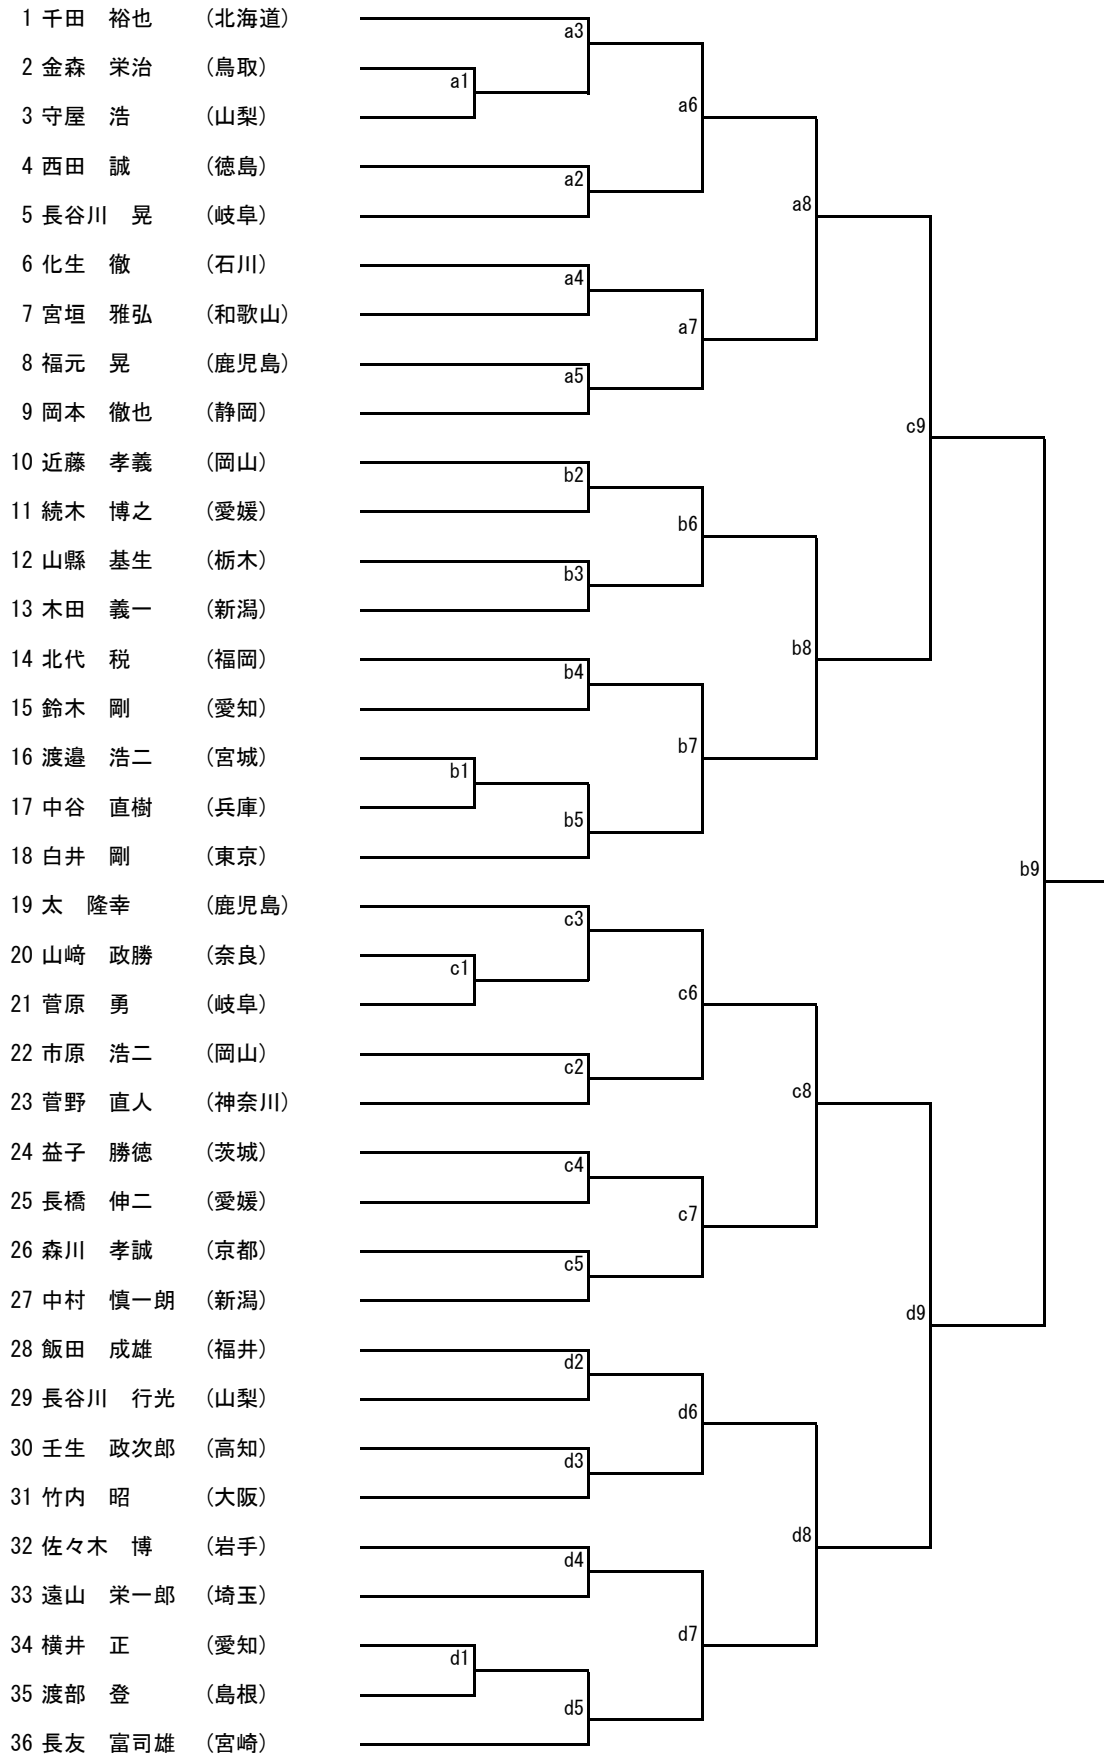 1 千田　裕也　（北海道）
a3
2 金森　栄治　（鳥取）
a1
3 守屋　浩　（山梨）
a6
4 西田　誠　（徳島）
a2
5 長谷川　晃　（岐阜）
a8
6 化生　徹　（石川）
a4
7 宮垣　雅弘　（和歌山）
a7
8 福元　晃　（鹿児島）
a5
9 岡本　徹也　（静岡）
c9
10 近藤　孝義　（岡山）
b2
11 続木　博之　（愛媛）
b6
12 山縣　基生　（栃木）
b3
13 木田　義一　（新潟）
b8
14 北代　税　（福岡）
b4
15 鈴木　剛　（愛知）
b7
16 渡邉　浩二　（宮城）
b1
17 中谷　直樹　（兵庫）
b5
18 白井　剛　（東京）
b9
19 太　隆幸　（鹿児島）
c3
20 山﨑　政勝　（奈良）
c1
21 菅原　勇　（岐阜）
c6
22 市原　浩二　（岡山）
c2
23 菅野　直人　（神奈川）
c8
24 益子　勝徳　（茨城）
c4
25 長橋　伸二　（愛媛）
c7
26 森川　孝誠　（京都）
c5
27 中村　慎一朗　（新潟）
d9
28 飯田　成雄　（福井）
d2
29 長谷川　行光　（山梨）
d6
30 壬生　政次郎　（高知）
d3
31 竹内　昭　（大阪）
d8
32 佐々木　博　（岩手）
d4
33 遠山　栄一郎　（埼玉）
d7
34 横井　正　（愛知）
d1
35 渡部　登　（島根）
d5
36 長友　富司雄　（宮崎）